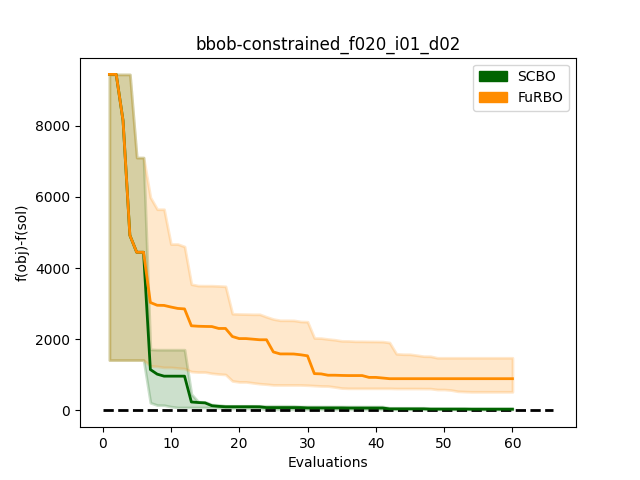 bbob-constrained_f020_i01_d02
SCBO
FuRBO
f(obj)-f(sol)
8000
6000
4000
2000
0
0 10 20 30 40 50 60
Evaluations